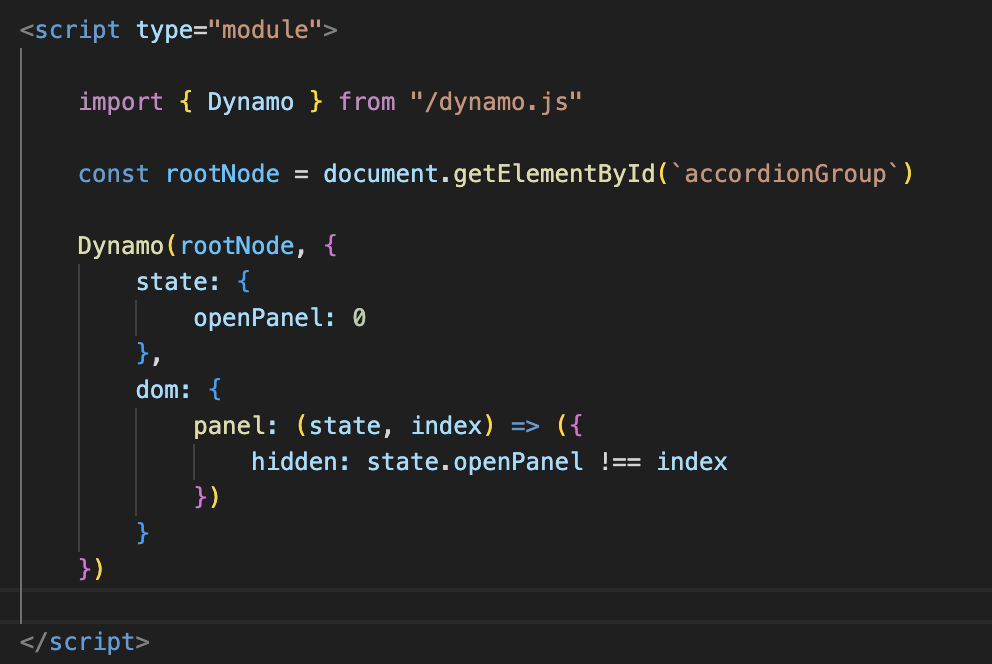 <script type="module">
import { Dynamo } from "/dynamo.js"
const rootNode = document.getElementById(`accordionGroup`)
Dynamo(rootNode, {
state: {
openPanel: 0
},
dom: {
panel: (state, index) => ({
hidden: state.openPanel !== index
})
}
})
</script>